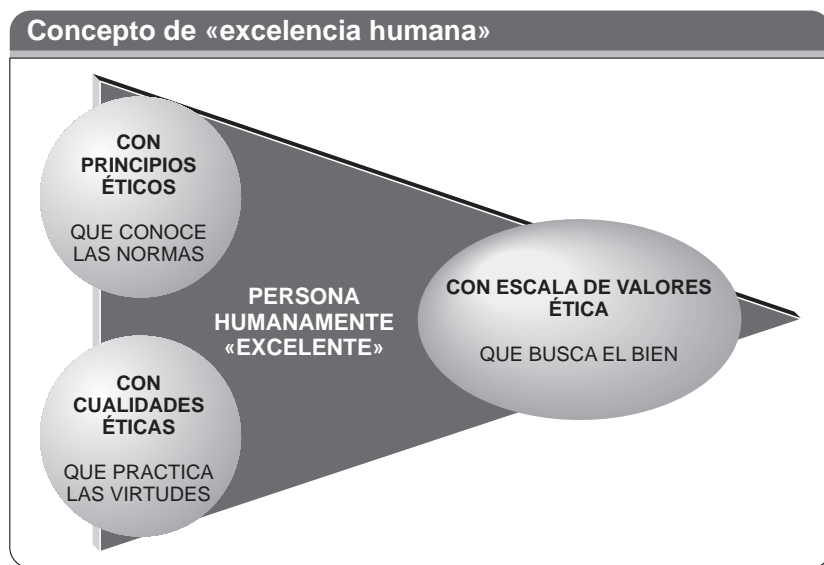 Concepto de «excelencia humana»
CON
PRINCIPIOS
ÉTICOS
QUE CONOCE
LAS NORMAS
PERSONA
HUMANAMENTE
«EXCELENTE»
CON ESCALA DE VALORES
ÉTICA
QUE BUSCA EL BIEN
CON
CUALIDADES
ÉTICAS
QUE PRACTICA
LAS VIRTUDES